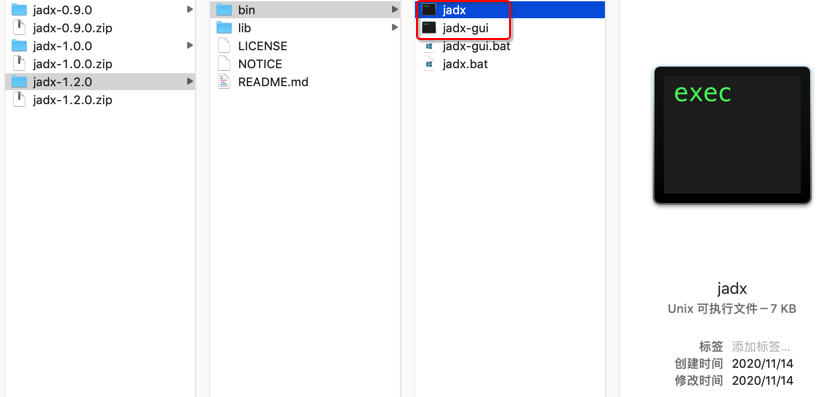 jadx-0.9.0
jadx-0.9.0.zip
jadx-1.0.0
jadx-1.0.0.zip
jadx-1.2.0
jadx-1.2.0.zip
bin
lib
LICENSE
NOTICE
README.md
jadx
jadx-gui
jadx-gui.bat
jadx.bat
exec
jadx
Unix 可执行文件－7 KB
标签 添加标签...
创建时间 2020/11/14
修改时间 2020/11/14